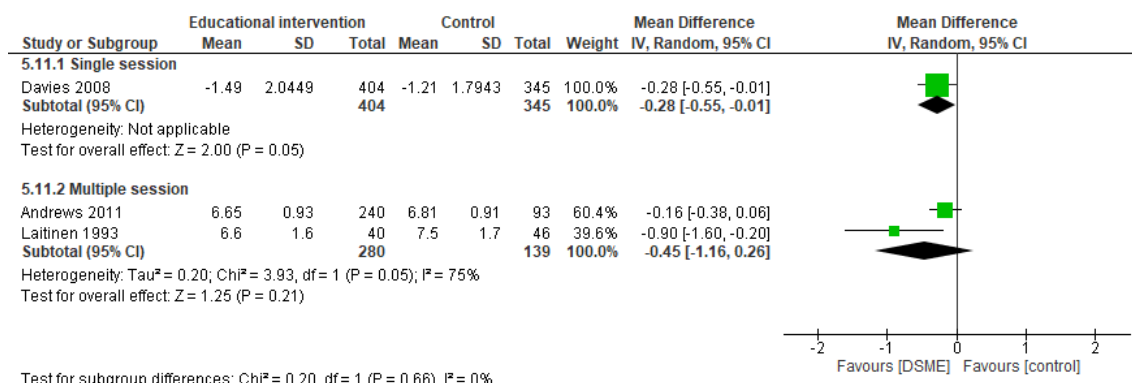 Educational intervention Control Mean Difference Mean Difference
Study or Subgroup Mean SD Total Mean SD Total Weight IV, Random, 95% CI IV, Random, 95% CI
5.11.1 Single session
Davies 2008 -1.49 2.0449 404 -1.21 1.7943 345 100.0% -0.28 [-0.55, -0.01]
Subtotal (95% CI) 404 345 100.0% -0.28 [-0.55, -0.01]
Heterogeneity: Not applicable
Test for overall effect: Z = 2.00 (P = 0.05)
5.11.2 Multiple session
Andrews 2011 6.65 0.93 240 6.81 0.91 93 60.4% -0.16 [-0.38, 0.06]
Laitinen 1993 6.6 1.6 40 7.5 1.7 46 39.6% -0.90 [-1.60, -0.20]
Subtotal (95% CI) 280 139 100.0% -0.45 [-1.16, 0.26]
Heterogeneity: Tau² = 0.20; Chi² = 3.93, df = 1 (P = 0.05); I² = 75%
Test for overall effect: Z = 1.25 (P = 0.21)
-2 -1 0 1 2
Favours [DSME] Favours [control]
Test for subgroup differences: Chi² = 0.20, df = 1 (P = 0.66), I² = 0%